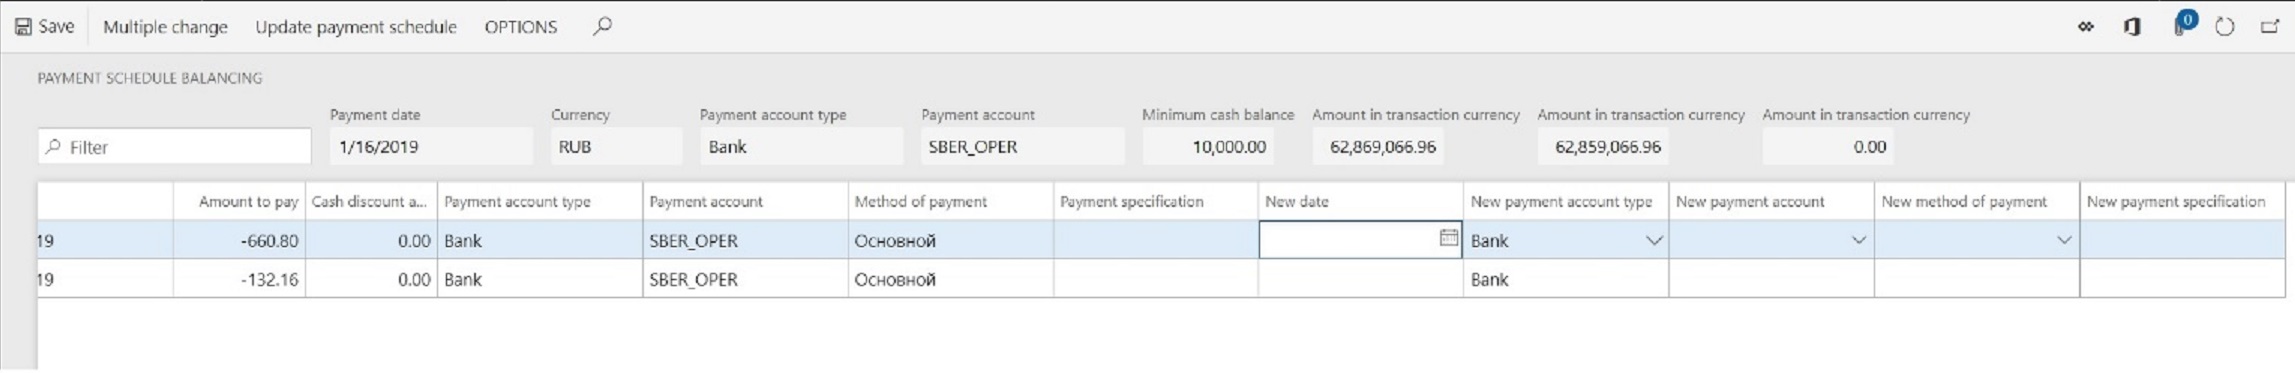 Save Multiple change Update payment schedule OPTIONS 0
PAYMENT SCHEDULE BALANCING
Payment date Currency Payment account type Payment account Minimum cash balance Amount in transaction currency Amount in transaction currency Amount in transaction currency
Filter 1/16/2019 RUB Bank SBER_OPER 10,000.00 62,869,066.96 62,859,066.96 0.00
Amount to pay Cash discount a... Payment account type Payment account Method of payment Payment specification New date New payment account type New payment account New method of payment New payment specification
19 -660.80 0.00 Bank SBER_OPER Основной Bank
19 -132.16 0.00 Bank SBER_OPER Основной Bank